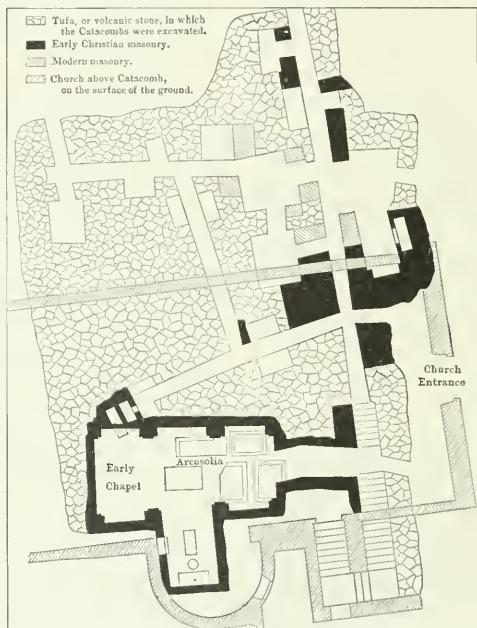 Tufa, or volcanic stone, in which
the Catacombs were excavated.
Early Christian masonry.
Modern masonry.
Church above Catacomb,
on the surface of the ground.
Church
Entrance
Arcosolia
Early
Chapel